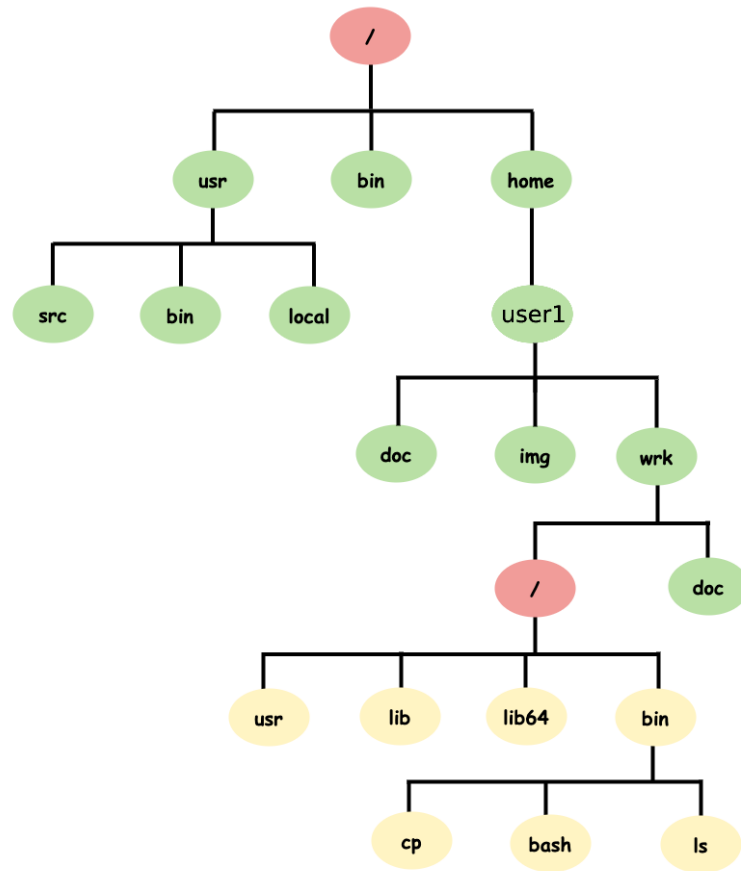 /
usr bin home
src bin local user1
doc img wrk
/ doc
usr lib lib64 bin
cp bash ls